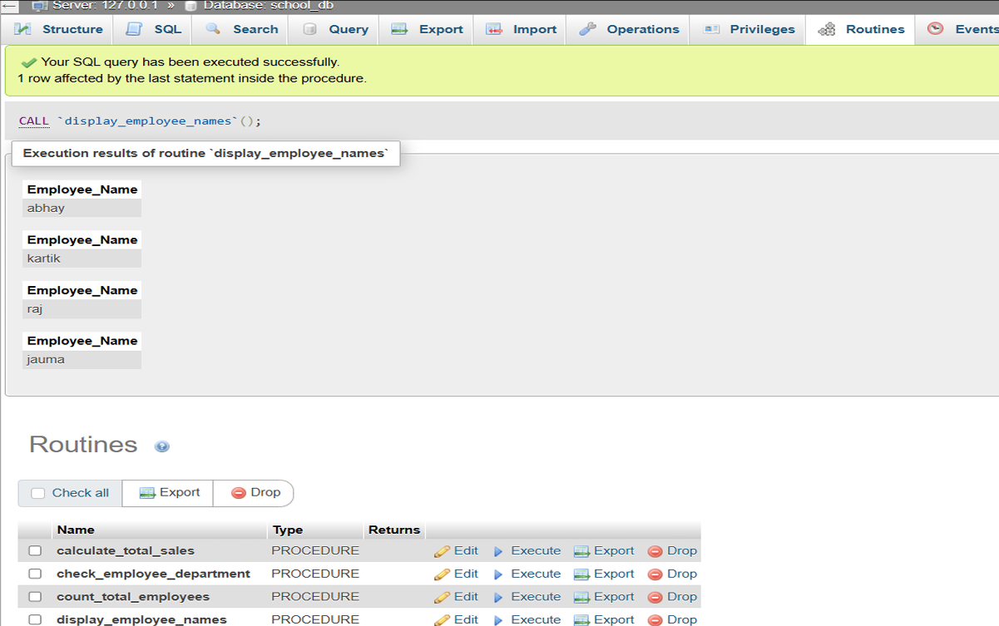 Server: 127.0.0.1 » Database: school_db
Structure SQL Search Query Export Import Operations Privileges Routines Events
Your SQL query has been executed successfully.
1 row affected by the last statement inside the procedure.
CALL `display_employee_names`();
Execution results of routine `display_employee_names`
Employee_Name
abhay
Employee_Name
kartik
Employee_Name
raj
Employee_Name
jauma
Routines
Check all Export Drop
Name Type Returns
calculate_total_sales PROCEDURE Edit Execute Export Drop
check_employee_department PROCEDURE Edit Execute Export Drop
count_total_employees PROCEDURE Edit Execute Export Drop
display_employee_names PROCEDURE Edit Execute Export Drop